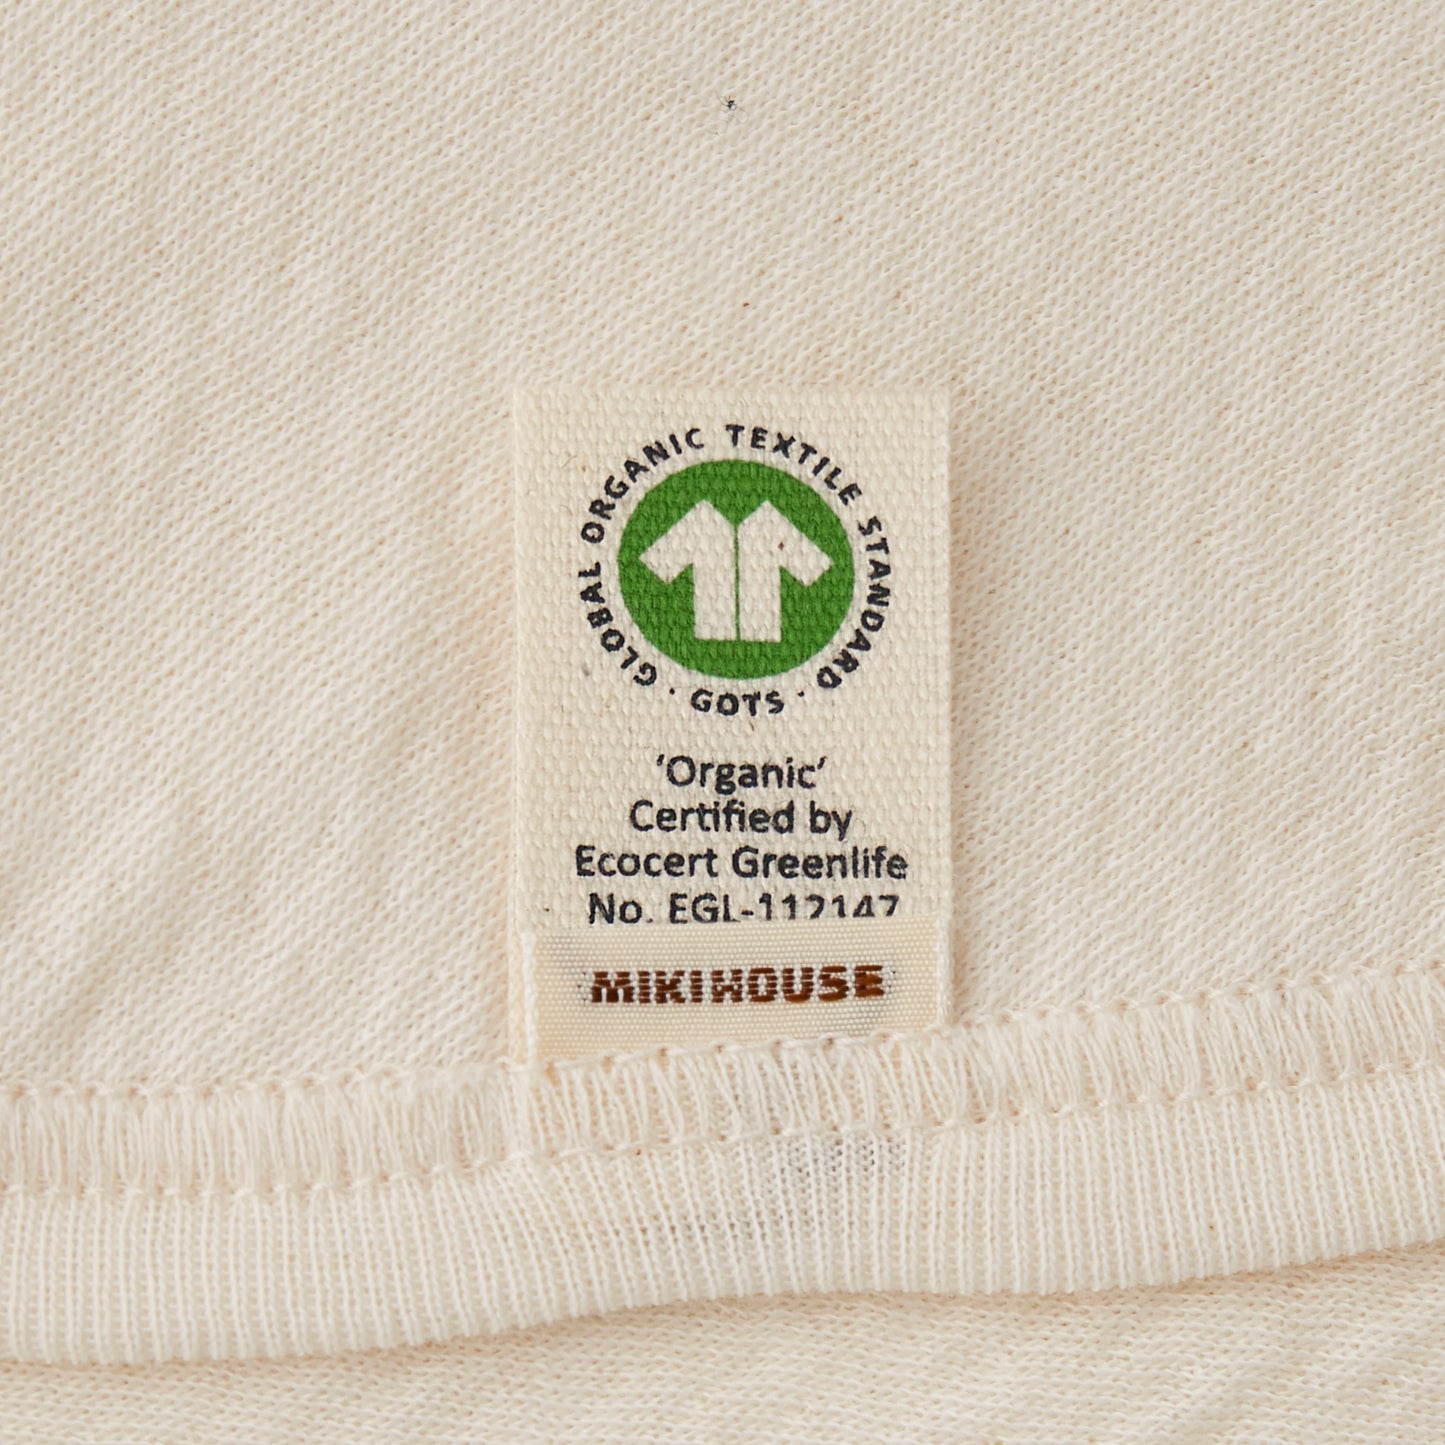 GLOBAL ORGANIC TEXTILE STANDARD · GOTS ·
‘Organic’
Certified by
Ecocert Greenlife
No. EGL-112147
MIKIHOUSE